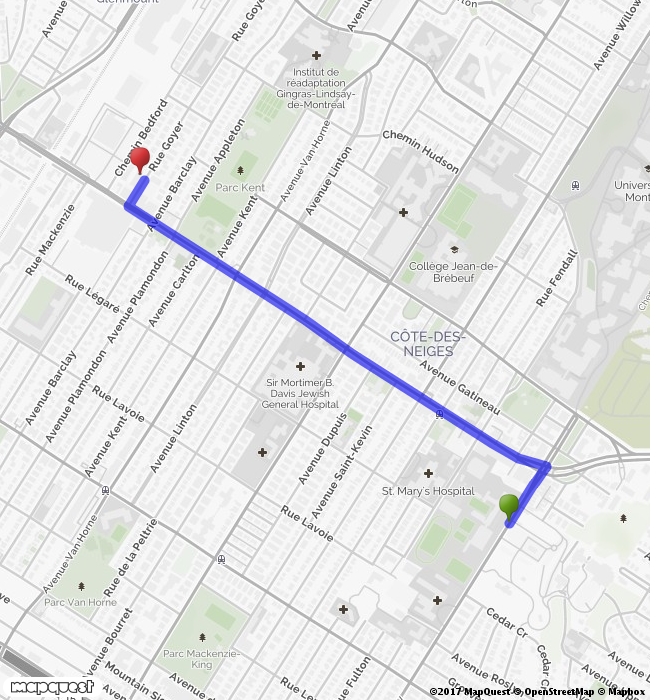 Glenmount
Avenue
Rue Goyer
Avenue Willow
Institut de
réadaptation
Gingras-Lindsay-
de-Montréal
Chemin Bedford
Rue Goyer
Avenue Appleton
Avenue-Van-Horne
Chemin Hudson
Avenue Barclay
Parc Kent
Avenue Linton
Univers
Mont
Rue Mackenzie
Avenue Kent
Collège Jean-de-
Brébeuf
Rue Fendall
Avenue Plamondon
Avenue Carlton
Rue Légaré
CÔTE-DES-
NEIGES
Avenue Barclay
Avenue Plamondon
Sir Mortimer B.
Davis Jewish
General Hospital
Avenue Gatineau
Rue Lavoie
Avenue Kent
Avenue Linton
Avenue Dupuis
Avenue Saint-Kevin
St. Mary's Hospital
Rue Lavoie
Avenue-Van-Horne
Rue de la Peltrie
Parc Van Horne
Avenue Bourret
Cedar Cr
Parc Mackenzie-
King
Mountain Si
Avenue Fulton
Avenue Rosl
Cedar C
Rue Le
mapquest
©2017 MapQuest © OpenStreetMap © Mapbox